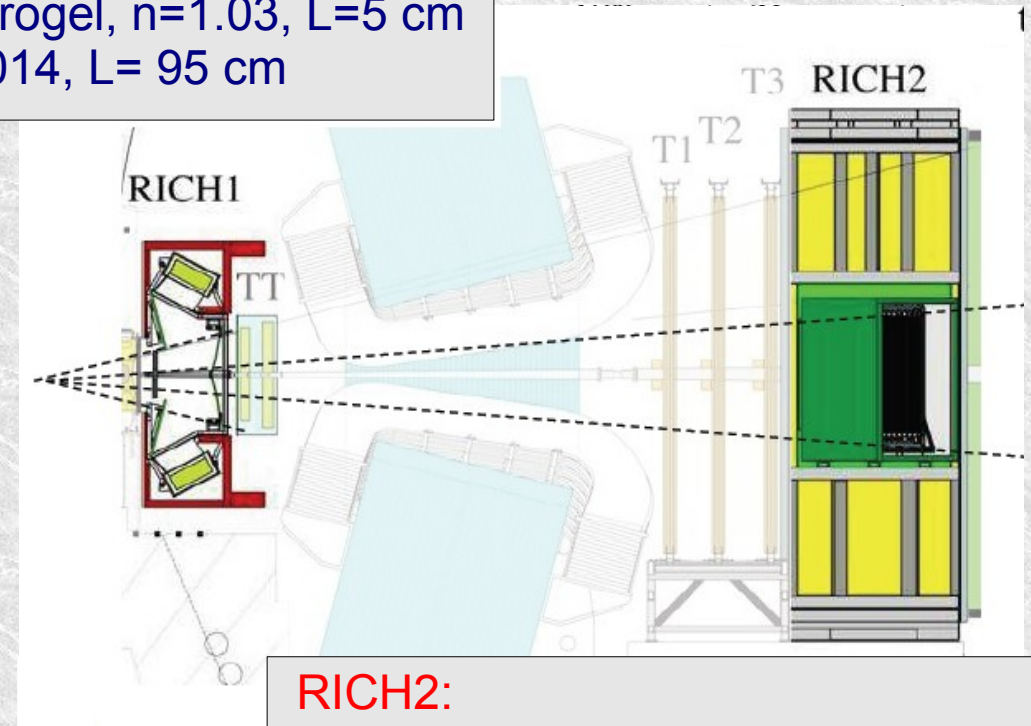 rogel, n=1.03, L=5 cm
014, L= 95 cm
T3 RICH2
T1 T2
RICH1
TT
RICH2: